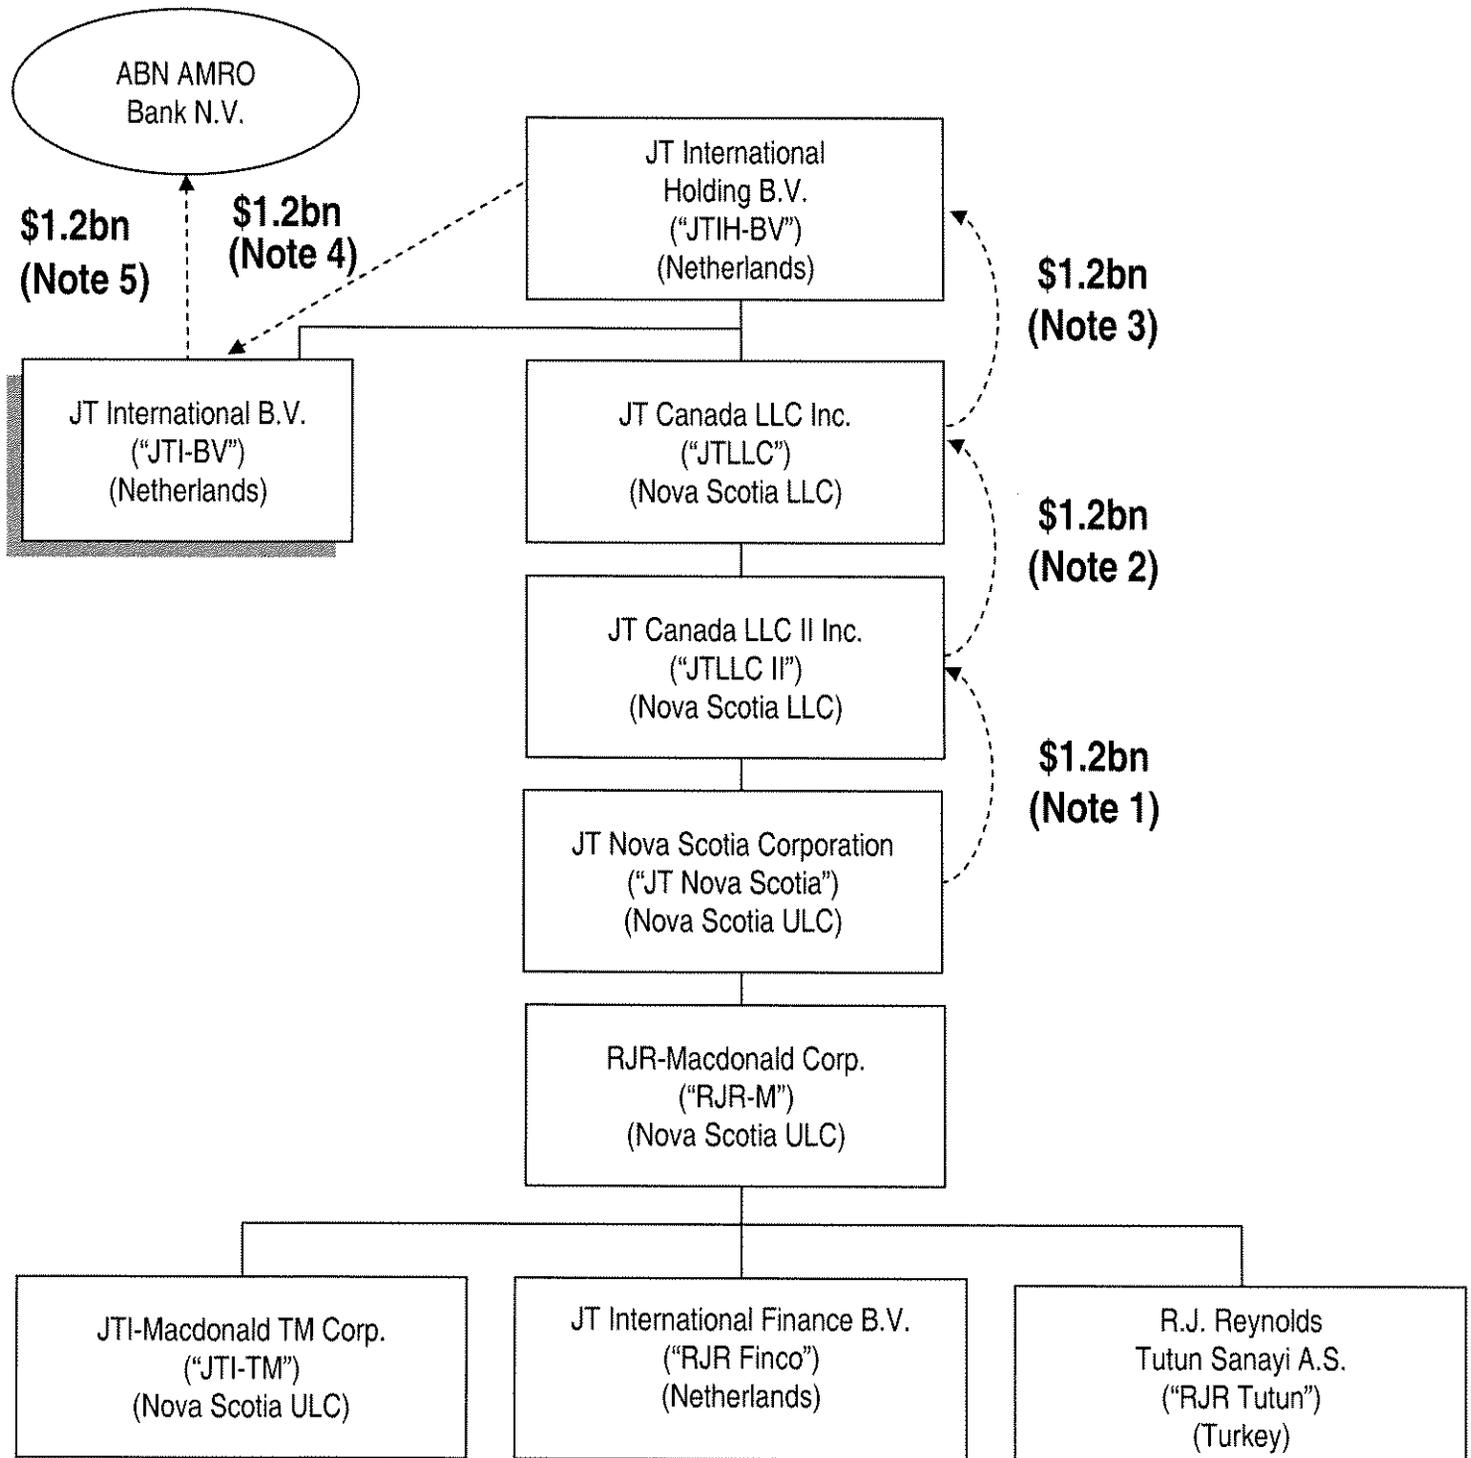 ABN AMRO
Bank N.V.
JT International
Holding B.V.
("JTIH-BV")
(Netherlands)
$1.2bn
(Note 5)
$1.2bn
(Note 4)
$1.2bn
(Note 3)
JT International B.V.
("JTI-BV")
(Netherlands)
JT Canada LLC Inc.
("JTLLC")
(Nova Scotia LLC)
$1.2bn
(Note 2)
JT Canada LLC II Inc.
("JTLLC II")
(Nova Scotia LLC)
$1.2bn
(Note 1)
JT Nova Scotia Corporation
("JT Nova Scotia")
(Nova Scotia ULC)
RJR-Macdonald Corp.
("RJR-M")
(Nova Scotia ULC)
JTI-Macdonald TM Corp.
("JTI-TM")
(Nova Scotia ULC)
JT International Finance B.V.
("RJR Finco")
(Netherlands)
R.J. Reynolds
Tutun Sanayi A.S.
("RJR Tutun")
(Turkey)